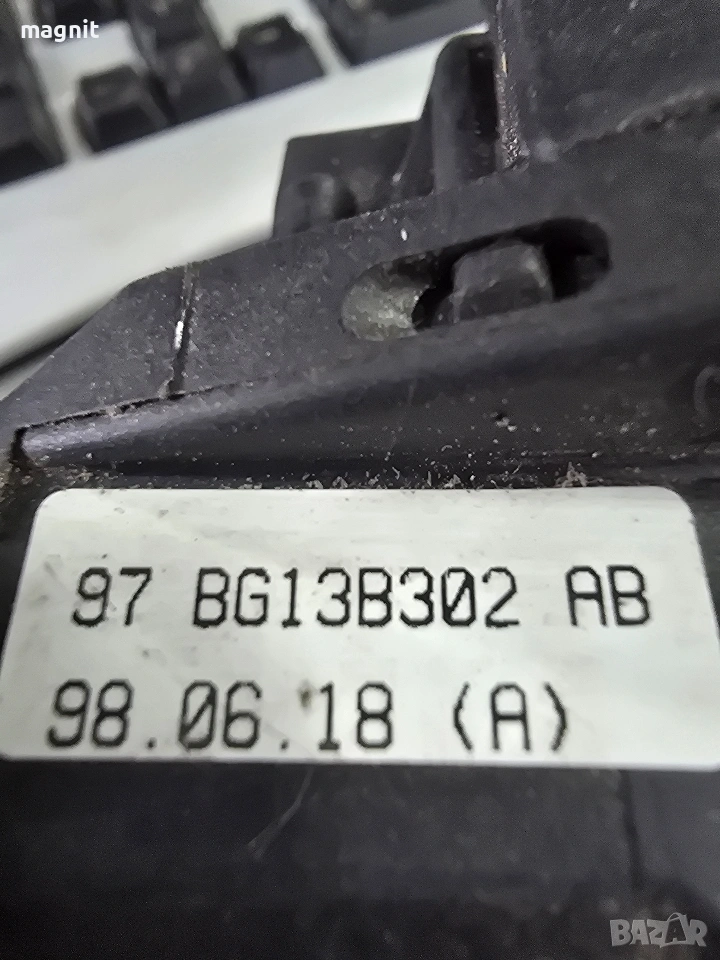 magnit
97 BG13B302 AB
98.06.18 (A)
BAZAR